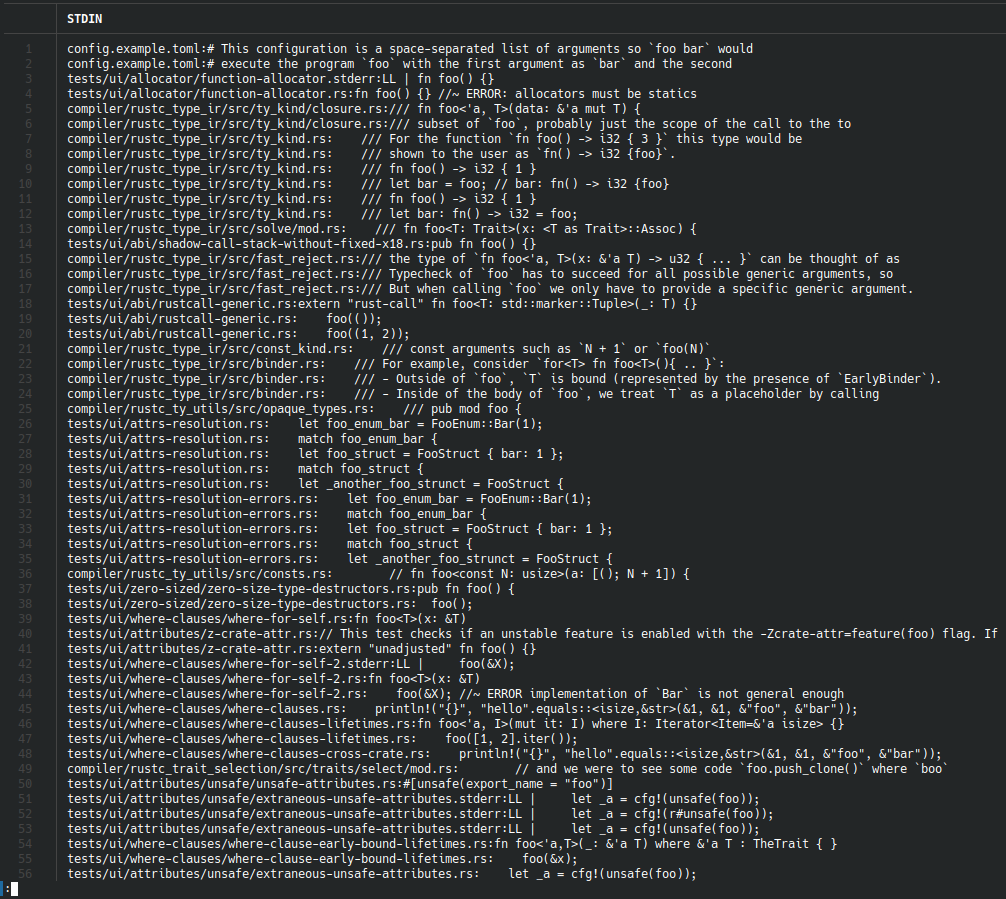 STDIN
1 config.example.toml:# This configuration is a space-separated list of arguments so `foo bar` would
2 config.example.toml:# execute the program `foo` with the first argument as `bar` and the second
3 tests/ui/allocator/function-allocator.stderr:LL | fn foo() {}
4 tests/ui/allocator/function-allocator.rs:fn foo() {} //~ ERROR: allocators must be statics
5 compiler/rustc_type_ir/src/ty_kind/closure.rs:/// fn foo<'a, T>(data: &'a mut T) {
6 compiler/rustc_type_ir/src/ty_kind/closure.rs:/// subset of `foo`, probably just the scope of the call to the to
7 compiler/rustc_type_ir/src/ty_kind.rs:    /// For the function `fn foo() -> i32 { 3 }` this type would be
8 compiler/rustc_type_ir/src/ty_kind.rs:    /// shown to the user as `fn() -> i32 {foo}`.
9 compiler/rustc_type_ir/src/ty_kind.rs:    /// fn foo() -> i32 { 1 }
10 compiler/rustc_type_ir/src/ty_kind.rs:    /// let bar = foo; // bar: fn() -> i32 {foo}
11 compiler/rustc_type_ir/src/ty_kind.rs:    /// fn foo() -> i32 { 1 }
12 compiler/rustc_type_ir/src/ty_kind.rs:    /// let bar: fn() -> i32 = foo;
13 compiler/rustc_type_ir/src/solve/mod.rs:    /// fn foo<T: Trait>(x: <T as Trait>::Assoc) {
14 tests/ui/abi/shadow-call-stack-without-fixed-x18.rs:pub fn foo() {}
15 compiler/rustc_type_ir/src/fast_reject.rs:/// the type of `fn foo<'a, T>(x: &'a T) -> u32 { ... }` can be thought of as
16 compiler/rustc_type_ir/src/fast_reject.rs:/// Typecheck of `foo` has to succeed for all possible generic arguments, so
17 compiler/rustc_type_ir/src/fast_reject.rs:/// But when calling `foo` we only have to provide a specific generic argument.
18 tests/ui/abi/rustcall-generic.rs:extern "rust-call" fn foo<T: std::marker::Tuple>(_: T) {}
19 tests/ui/abi/rustcall-generic.rs:    foo(());
20 tests/ui/abi/rustcall-generic.rs:    foo((1, 2));
21 compiler/rustc_type_ir/src/const_kind.rs:    /// const arguments such as `N + 1` or `foo(N)`
22 compiler/rustc_type_ir/src/binder.rs:    /// For example, consider `for<T> fn foo<T>(){ .. }`:
23 compiler/rustc_type_ir/src/binder.rs:    /// - Outside of `foo`, `T` is bound (represented by the presence of `EarlyBinder`).
24 compiler/rustc_type_ir/src/binder.rs:    /// - Inside of the body of `foo`, we treat `T` as a placeholder by calling
25 compiler/rustc_ty_utils/src/opaque_types.rs:    /// pub mod foo {
26 tests/ui/attrs-resolution.rs:    let foo_enum_bar = FooEnum::Bar(1);
27 tests/ui/attrs-resolution.rs:    match foo_enum_bar {
28 tests/ui/attrs-resolution.rs:    let foo_struct = FooStruct { bar: 1 };
29 tests/ui/attrs-resolution.rs:    match foo_struct {
30 tests/ui/attrs-resolution.rs:    let _another_foo_strunct = FooStruct {
31 tests/ui/attrs-resolution-errors.rs:    let foo_enum_bar = FooEnum::Bar(1);
32 tests/ui/attrs-resolution-errors.rs:    match foo_enum_bar {
33 tests/ui/attrs-resolution-errors.rs:    let foo_struct = FooStruct { bar: 1 };
34 tests/ui/attrs-resolution-errors.rs:    match foo_struct {
35 tests/ui/attrs-resolution-errors.rs:    let _another_foo_strunct = FooStruct {
36 compiler/rustc_ty_utils/src/consts.rs:        // fn foo<const N: usize>(a: [(); N + 1]) {
37 tests/ui/zero-sized/zero-size-type-destructors.rs:pub fn foo() {
38 tests/ui/zero-sized/zero-size-type-destructors.rs:  foo();
39 tests/ui/where-clauses/where-for-self.rs:fn foo<T>(x: &T)
40 tests/ui/attributes/z-crate-attr.rs:// This test checks if an unstable feature is enabled with the -Zcrate-attr=feature(foo) flag. If
41 tests/ui/attributes/z-crate-attr.rs:extern "unadjusted" fn foo() {}
42 tests/ui/where-clauses/where-for-self-2.stderr:LL |     foo(&X);
43 tests/ui/where-clauses/where-for-self-2.rs:fn foo<T>(x: &T)
44 tests/ui/where-clauses/where-for-self-2.rs:    foo(&X); //~ ERROR implementation of `Bar` is not general enough
45 tests/ui/where-clauses/where-clauses.rs:    println!("{}", "hello".equals::<isize,&str>(&1, &1, &"foo", &"bar"));
46 tests/ui/where-clauses/where-clauses-lifetimes.rs:fn foo<'a, I>(mut it: I) where I: Iterator<Item=&'a isize> {}
47 tests/ui/where-clauses/where-clauses-lifetimes.rs:    foo([1, 2].iter());
48 tests/ui/where-clauses/where-clauses-cross-crate.rs:    println!("{}", "hello".equals::<isize,&str>(&1, &1, &"foo", &"bar"));
49 compiler/rustc_trait_selection/src/traits/select/mod.rs:        // and we were to see some code `foo.push_clone()` where `boo`
50 tests/ui/attributes/unsafe/unsafe-attributes.rs:#[unsafe(export_name = "foo")]
51 tests/ui/attributes/unsafe/extraneous-unsafe-attributes.stderr:LL |     let _a = cfg!(unsafe(foo));
52 tests/ui/attributes/unsafe/extraneous-unsafe-attributes.stderr:LL |     let _a = cfg!(r#unsafe(foo));
53 tests/ui/attributes/unsafe/extraneous-unsafe-attributes.stderr:LL |     let _a = cfg!(unsafe(foo));
54 tests/ui/where-clauses/where-clause-early-bound-lifetimes.rs:fn foo<'a,T>(_: &'a T) where &'a T : TheTrait { }
55 tests/ui/where-clauses/where-clause-early-bound-lifetimes.rs:    foo(&x);
56 tests/ui/attributes/unsafe/extraneous-unsafe-attributes.rs:    let _a = cfg!(unsafe(foo));
: